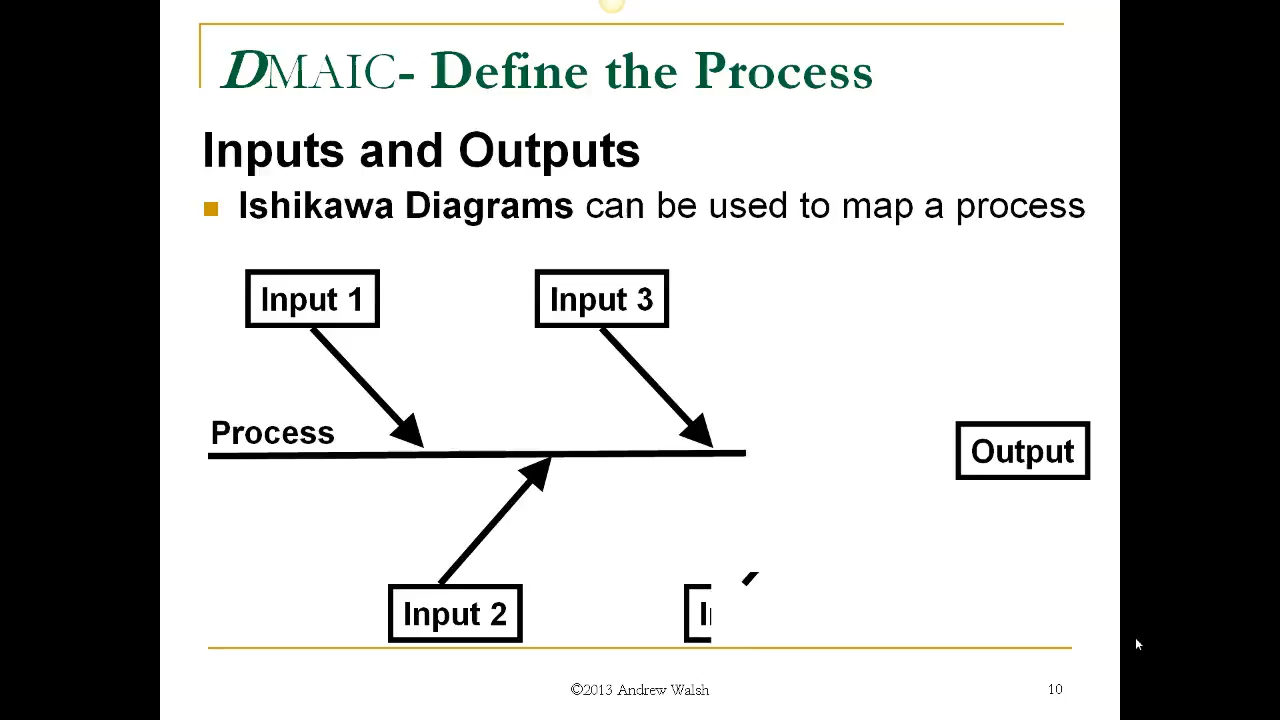 DMAIC- Define the Process
Inputs and Outputs
Ishikawa Diagrams can be used to map a process
Input 1
Input 3
Process
Output
Input 2
©2013 Andrew Walsh
10